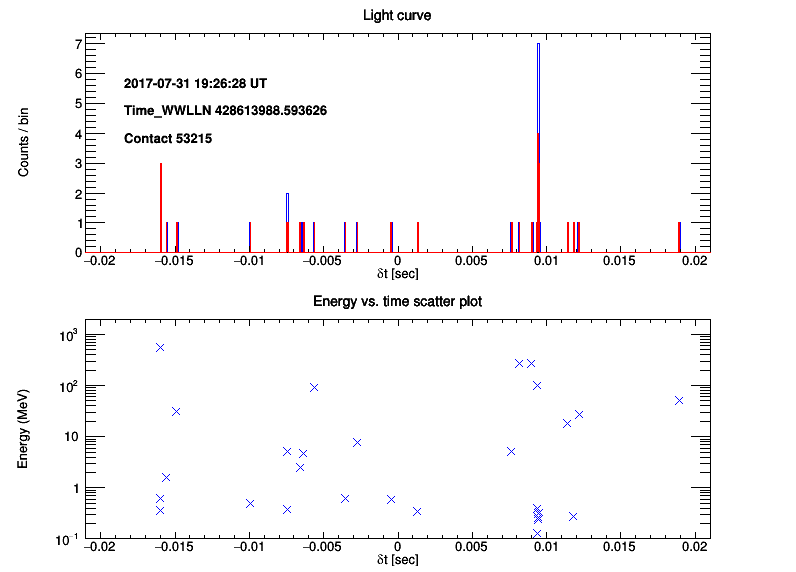 Light curve
Counts / bin
7
6
5
4
3
2
1
0
2017-07-31 19:26:28 UT
Time_WWLLN 428613988.593626
Contact 53215
−0.02 −0.015 −0.01 −0.005 0 0.005 0.01 0.015 0.02
δt [sec]
Energy vs. time scatter plot
Energy (MeV)
10³
10²
10
1
10⁻¹
−0.02 −0.015 −0.01 −0.005 0 0.005 0.01 0.015 0.02
δt [sec]